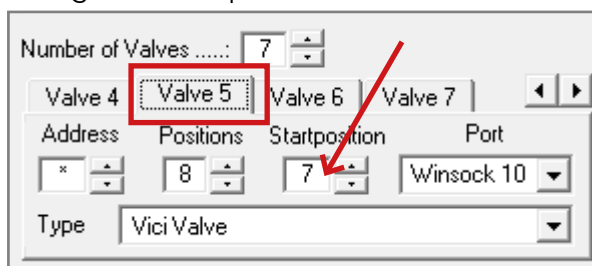 Number of Valves .....: 7
Valve 4 Valve 5 Valve 6 Valve 7
Address Positions Startposition Port
* 8 7 Winsock 10
Type Vici Valve